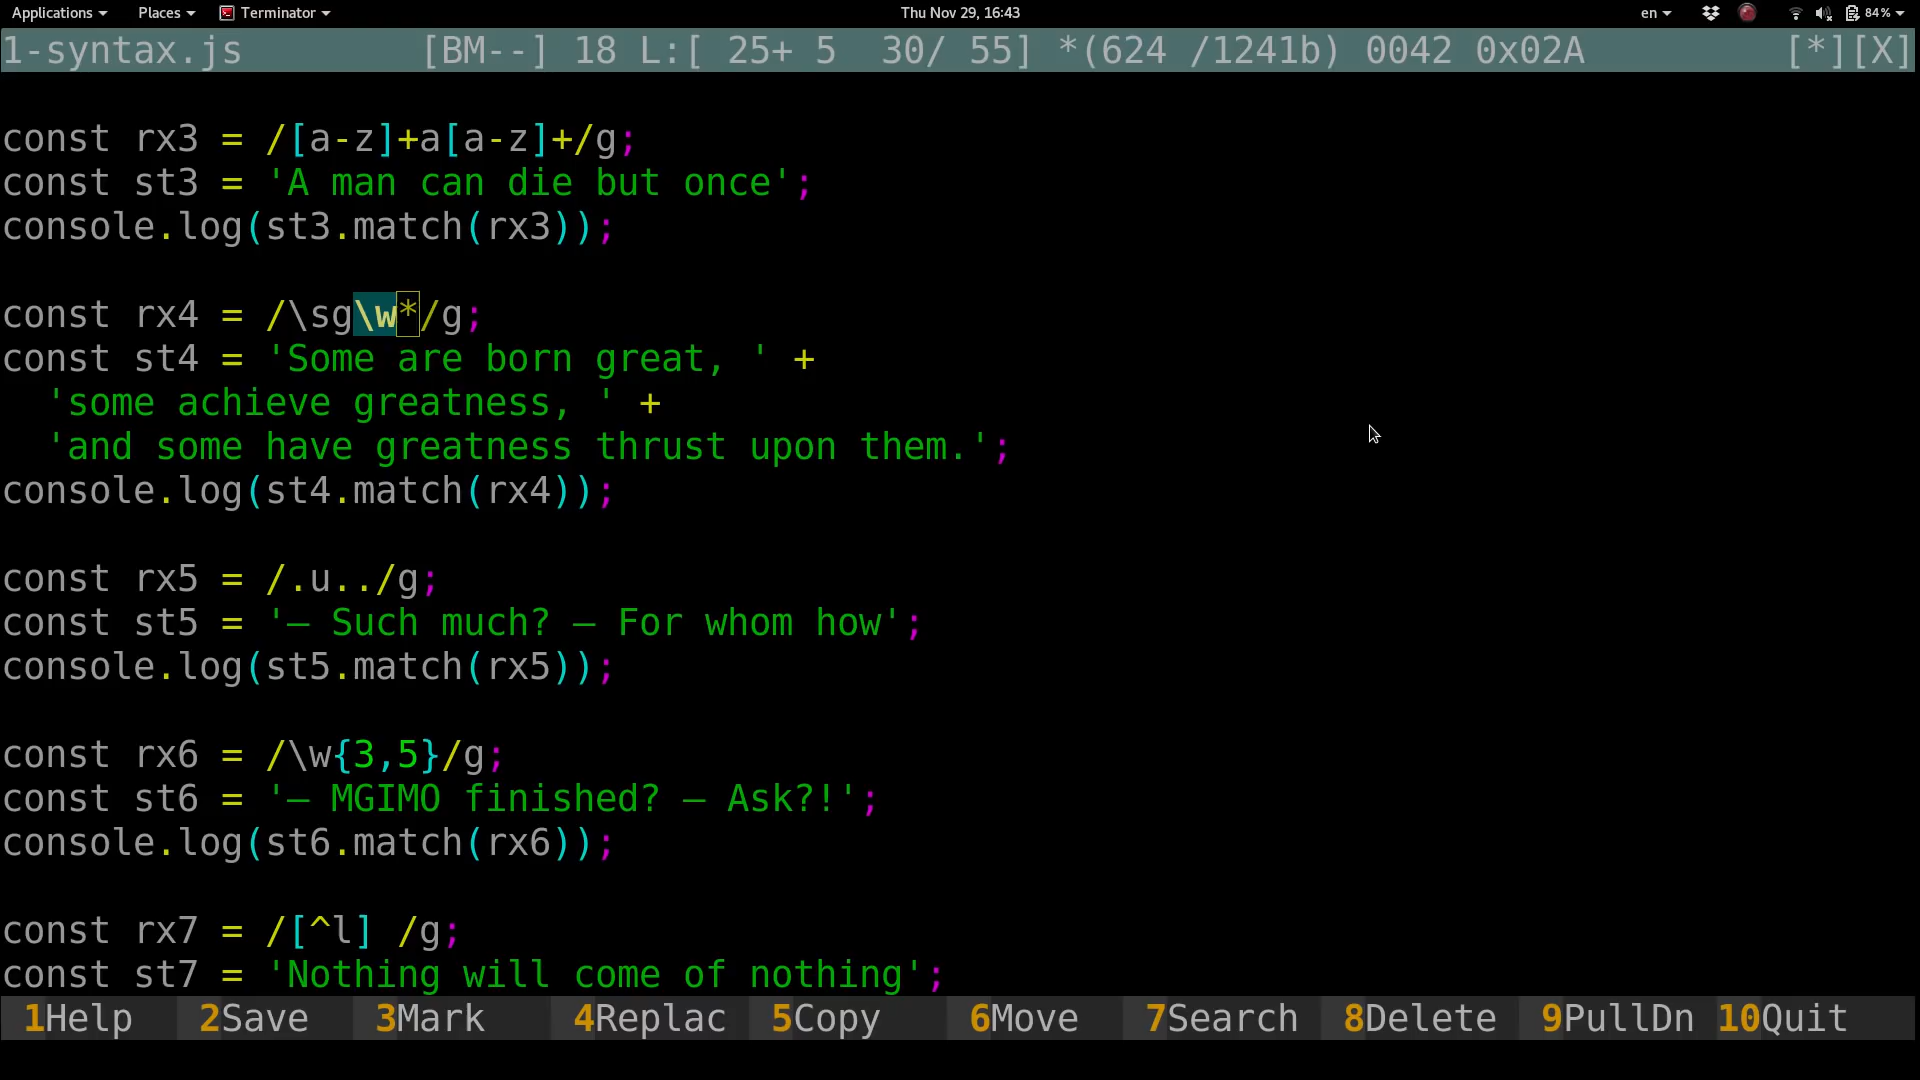 Applications Places Terminator Thu Nov 29, 16:43 en 84%
1-syntax.js [BM--] 18 L:[ 25+ 5 30/ 55] *(624 /1241b) 0042 0x02A [*][X]
const rx3 = /[a-z]+a[a-z]+/g;
const st3 = 'A man can die but once';
console.log(st3.match(rx3));
const rx4 = /\sg\w*/g;
const st4 = 'Some are born great, ' +
'some achieve greatness, ' +
'and some have greatness thrust upon them.';
console.log(st4.match(rx4));
const rx5 = /.u../g;
const st5 = '— Such much? — For whom how';
console.log(st5.match(rx5));
const rx6 = /\w{3,5}/g;
const st6 = '— MGIMO finished? — Ask?!';
console.log(st6.match(rx6));
const rx7 = /[^l] /g;
const st7 = 'Nothing will come of nothing';
1Help 2Save 3Mark 4Replac 5Copy 6Move 7Search 8Delete 9PullDn 10Quit